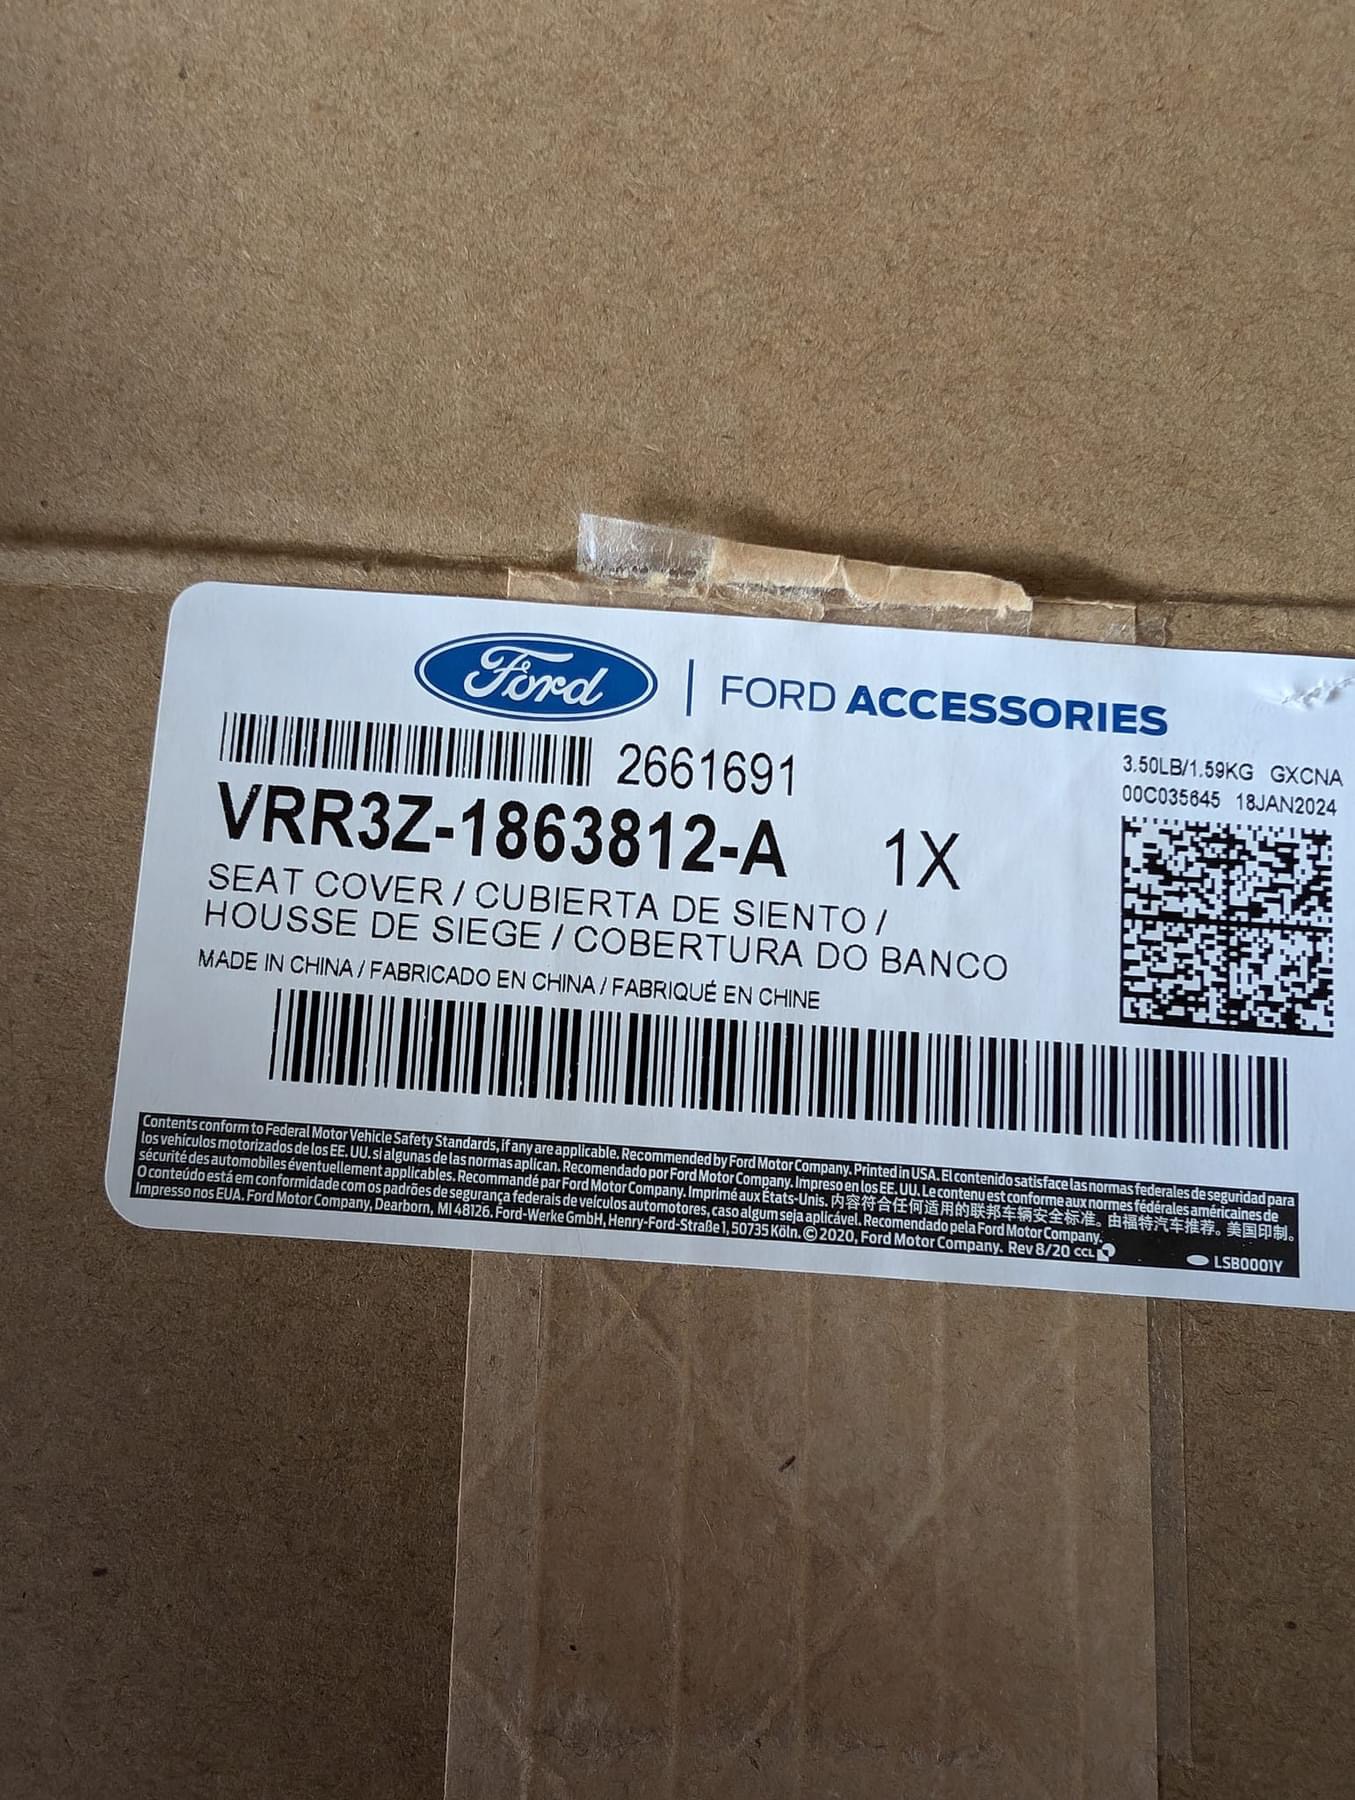 Ford | FORD ACCESSORIES
2661691
3.50LB/1.59KG GXCNA
00C035645 18JAN2024
VRR3Z-1863812-A 1X
SEAT COVER / CUBIERTA DE SIENTO /
HOUSSE DE SIEGE / COBERTURA DO BANCO
MADE IN CHINA / FABRICADO EN CHINA / FABRIQUÉ EN CHINE
Contents conform to Federal Motor Vehicle Safety Standards, if any are applicable. Recommended by Ford Motor Company. Printed in USA. El contenido satisface las normas federales de seguridad para
los vehículos motorizados de los EE. UU. si algunas de las normas aplican. Recomendado por Ford Motor Company. Impreso en los EE. UU. Le contenu est conforme aux normes fédérales américaines de
sécurité des automobiles éventuellement applicables. Recommandé par Ford Motor Company. Imprimé aux États-Unis. 内容符合任何适用的联邦车辆安全标准。由福特汽车推荐。美国印制。
O conteúdo está em conformidade com os padrões de segurança federais de veículos automotores, caso algum seja aplicável. Recomendado pela Ford Motor Company.
Impresso nos EUA. Ford Motor Company, Dearborn, MI 48126. Ford-Werke GmbH, Henry-Ford-Straße 1, 50735 Köln. © 2020, Ford Motor Company. Rev 8/20 CCL
LSB0001Y